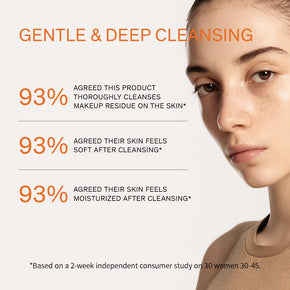 GENTLE & DEEP CLEANSING
93% AGREED THIS PRODUCT
THOROUGHLY CLEANSES
MAKEUP RESIDUE ON THE SKIN*
93% AGREED THEIR SKIN FEELS
SOFT AFTER CLEANSING*
93% AGREED THEIR SKIN FEELS
MOISTURIZED AFTER CLEANSING*
*Based on a 2-week independent consumer study on 30 women 30-45.